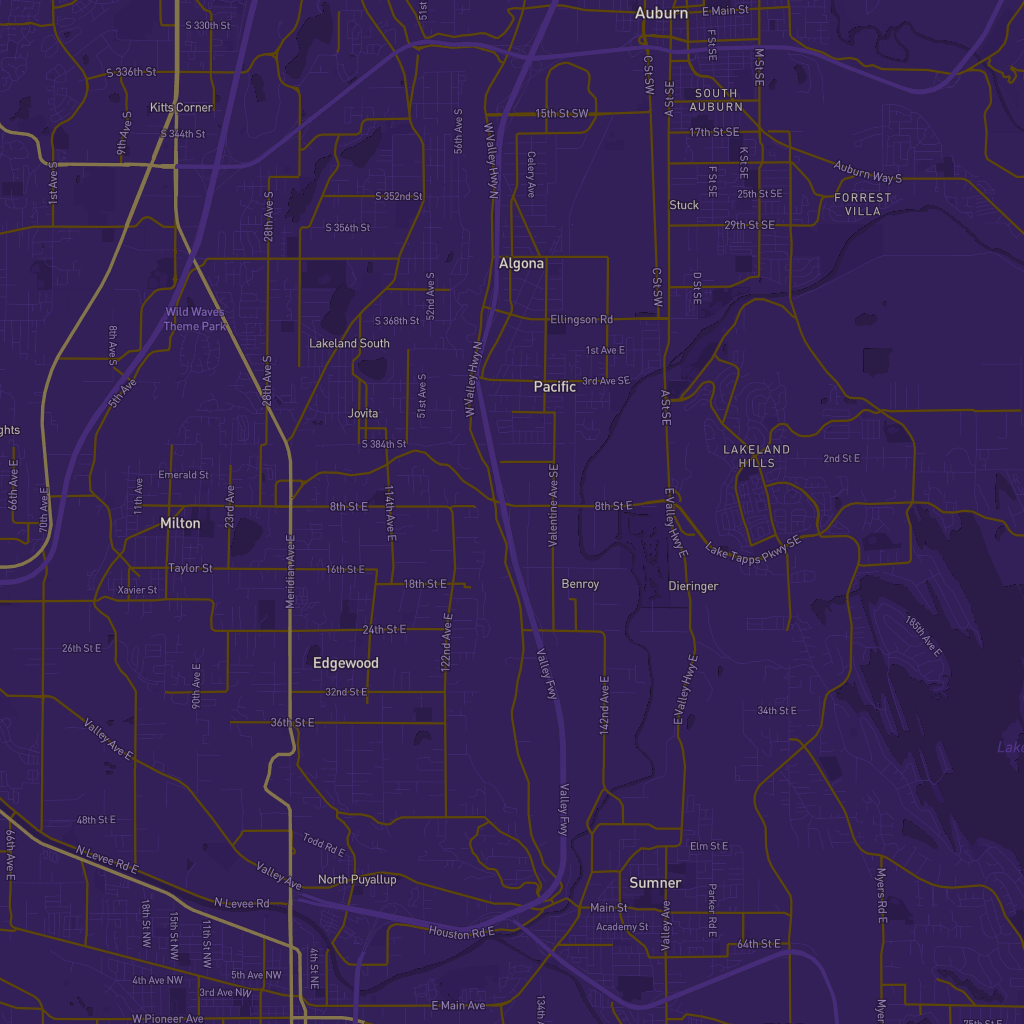 Auburn
E Main St
S 330th St
51st
F St SE
M St SE
C St SW
A St SE
S 336th St
SOUTH
AUBURN
Kitts Corner
15th St SW
9th Ave S
S 344th St
56th Ave S
W Valley Hwy N
17th St SE
K St SE
Celery Ave
Auburn Way S
1st Ave S
28th Ave S
S 352nd St
F St SE
25th St SE
FORREST
VILLA
Stuck
S 356th St
29th St SE
Algona
52nd Ave S
C St SW
D St SE
Wild Waves
Theme Park
S 368th St
Ellingson Rd
8th Ave S
Lakeland South
1st Ave E
W Valley Hwy N
28th Ave S
5th Ave
51st Ave S
Pacific
3rd Ave SE
A St SE
Jovita
ghts
S 384th St
LAKELAND
HILLS
2nd St E
66th Ave E
Emerald St
11th Ave
23rd Ave
70th Ave E
114th Ave E
Valentine Ave SE
8th St E
8th St E
E Valley Hwy E
Milton
Lake Tapps Pkwy SE
Meridian Ave E
Taylor St
16th St E
18th St E
Benroy
Dieringer
Xavier St
24th St E
122nd Ave E
185th Ave E
26th St E
Edgewood
Valley Fwy
E Valley Hwy E
90th Ave E
32nd St E
142nd Ave E
34th St E
36th St E
Valley Ave E
Lake
Valley Fwy
48th St E
66th Ave E
Todd Rd E
Elm St E
N Levee Rd E
Valley Ave
North Puyallup
Sumner
Myers Rd E
N Levee Rd
Main St
Parker Rd E
18th St NW
15th St NW
11th St NW
Houston Rd E
Academy St
Valley Ave
64th St E
4th St NE
5th Ave NW
4th Ave NW
3rd Ave NW
E Main Ave
134th
Myer
W Pioneer Ave
75th St E